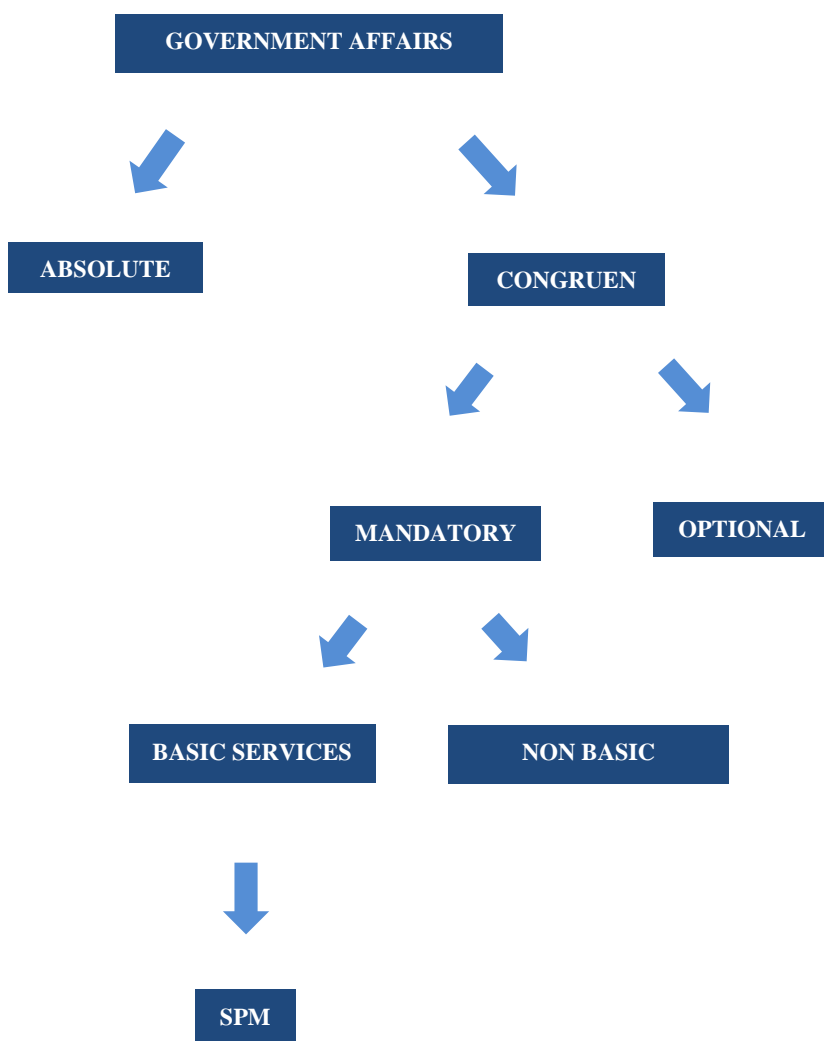 GOVERNMENT AFFAIRS
ABSOLUTE
CONGRUEN
MANDATORY
OPTIONAL
BASIC SERVICES
NON BASIC
SPM